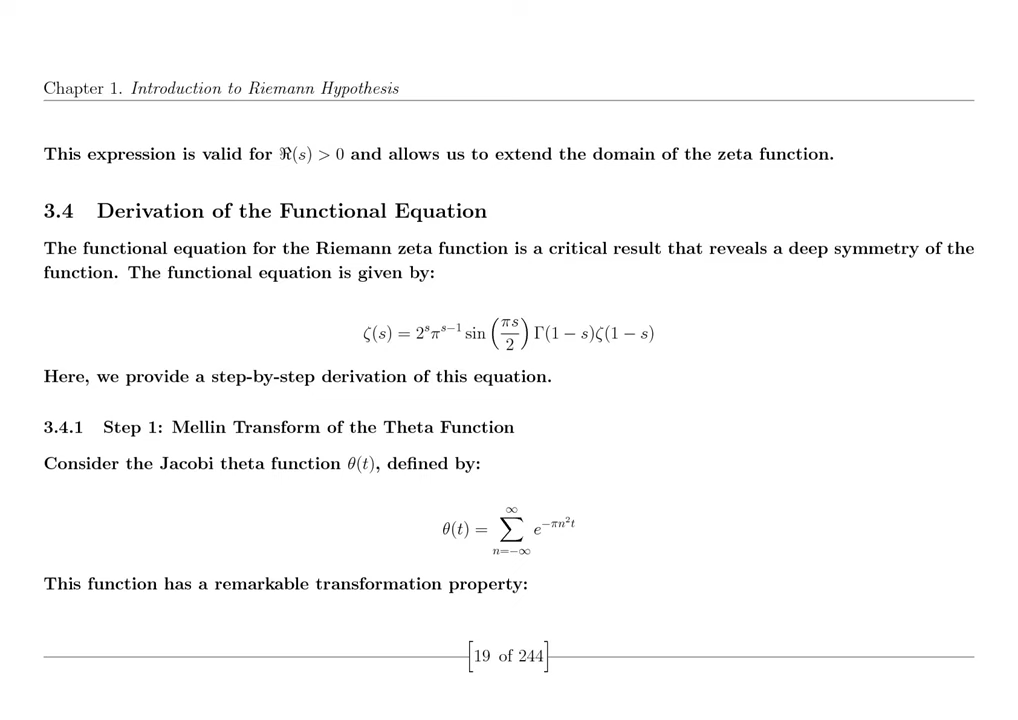 Chapter 1. Introduction to Riemann Hypothesis
This expression is valid for ℜ(s) > 0 and allows us to extend the domain of the zeta function.
3.4 Derivation of the Functional Equation
The functional equation for the Riemann zeta function is a critical result that reveals a deep symmetry of the
function. The functional equation is given by:
ζ(s) = 2^s π^{s−1} sin (πs/2) Γ(1 − s)ζ(1 − s)
Here, we provide a step-by-step derivation of this equation.
3.4.1 Step 1: Mellin Transform of the Theta Function
Consider the Jacobi theta function θ(t), defined by:
θ(t) = ∑_{n=−∞}^{∞} e^{−πn²t}
This function has a remarkable transformation property:
[19 of 244]